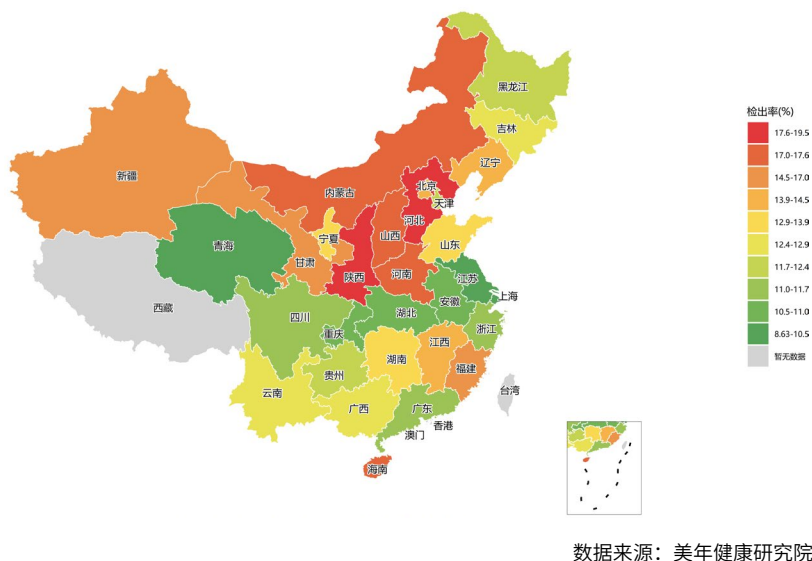 黑龙江
吉林
辽宁
新疆
内蒙古
北京
天津
河北
宁夏
山西
山东
青海
甘肃
陕西
河南
江苏
西藏
上海
安徽
四川
湖北
重庆
浙江
江西
湖南
贵州
福建
云南
台湾
广西
广东
香港
澳门
海南
检出率(%)
17.6-19.5
17.0-17.6
14.5-17.0
13.9-14.5
12.9-13.9
12.4-12.9
11.7-12.4
11.0-11.7
10.5-11.0
8.63-10.5
暂无数据
数据来源：美年健康研究院